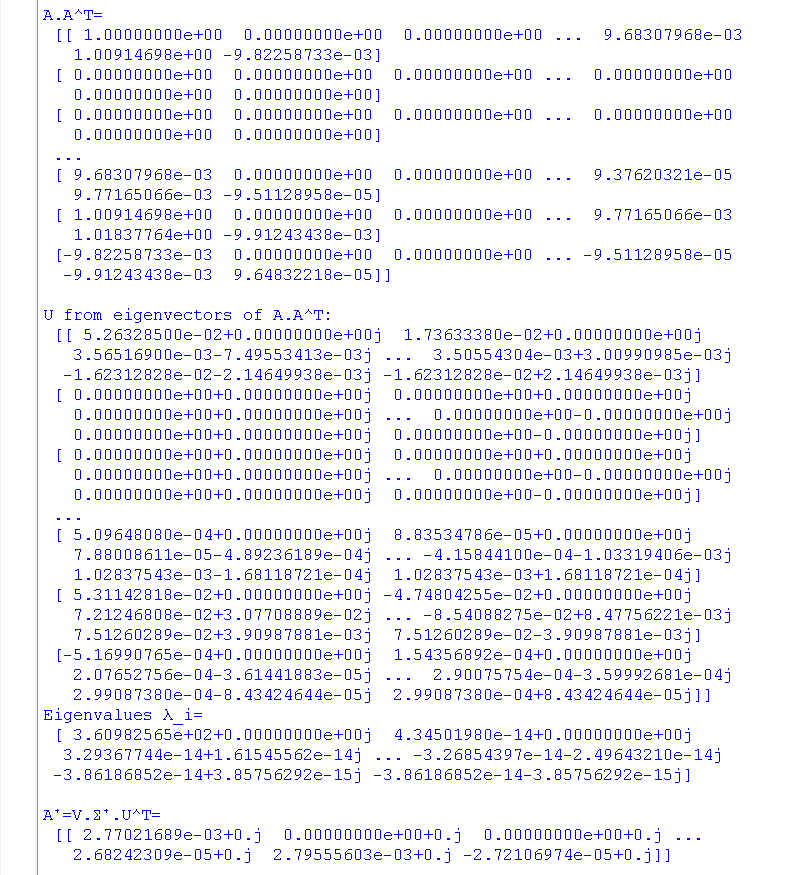 A.A^T=
[[ 1.00000000e+00  0.00000000e+00  0.00000000e+00 ...  9.68307968e-03
1.00914698e+00 -9.82258733e-03]
[ 0.00000000e+00  0.00000000e+00  0.00000000e+00 ...  0.00000000e+00
0.00000000e+00  0.00000000e+00]
[ 0.00000000e+00  0.00000000e+00  0.00000000e+00 ...  0.00000000e+00
0.00000000e+00  0.00000000e+00]
...
[ 9.68307968e-03  0.00000000e+00  0.00000000e+00 ...  9.37620321e-05
9.77165066e-03 -9.51128958e-05]
[ 1.00914698e+00  0.00000000e+00  0.00000000e+00 ...  9.77165066e-03
1.01837764e+00 -9.91243438e-03]
[-9.82258733e-03  0.00000000e+00  0.00000000e+00 ... -9.51128958e-05
-9.91243438e-03  9.64832218e-05]]
U from eigenvectors of A.A^T:
[[ 5.26328500e-02+0.00000000e+00j  1.73633380e-02+0.00000000e+00j
3.56516900e-03-7.49553413e-03j ...  3.50554304e-03+3.00990985e-03j
-1.62312828e-02-2.14649938e-03j -1.62312828e-02+2.14649938e-03j]
[ 0.00000000e+00+0.00000000e+00j  0.00000000e+00+0.00000000e+00j
0.00000000e+00+0.00000000e+00j ...  0.00000000e+00-0.00000000e+00j
0.00000000e+00+0.00000000e+00j  0.00000000e+00-0.00000000e+00j]
[ 0.00000000e+00+0.00000000e+00j  0.00000000e+00+0.00000000e+00j
0.00000000e+00+0.00000000e+00j ...  0.00000000e+00-0.00000000e+00j
0.00000000e+00+0.00000000e+00j  0.00000000e+00-0.00000000e+00j]
...
[ 5.09648080e-04+0.00000000e+00j  8.83534786e-05+0.00000000e+00j
7.88008611e-05-4.89236189e-04j ... -4.15844100e-04-1.03319406e-03j
1.02837543e-03-1.68118721e-04j  1.02837543e-03+1.68118721e-04j]
[ 5.31142818e-02+0.00000000e+00j -4.74804255e-02+0.00000000e+00j
7.21246808e-02+3.07708889e-02j ... -8.54088275e-02+8.47756221e-03j
7.51260289e-02+3.90987881e-03j  7.51260289e-02-3.90987881e-03j]
[-5.16990765e-04+0.00000000e+00j  1.54356892e-04+0.00000000e+00j
2.07652756e-04-3.61441883e-05j ...  2.90075754e-04-3.59992681e-04j
2.99087380e-04-8.43424644e-05j  2.99087380e-04+8.43424644e-05j]]
Eigenvalues λ_i=
[ 3.60982565e+02+0.00000000e+00j  4.34501980e-14+0.00000000e+00j
3.29367744e-14+1.61545562e-14j ... -3.26854397e-14-2.49643210e-14j
-3.86186852e-14+3.85756292e-15j -3.86186852e-14-3.85756292e-15j]
A⁺=V.Σ⁺.U^T=
[[ 2.77021689e-03+0.j  0.00000000e+00+0.j  0.00000000e+00+0.j ...
2.68242309e-05+0.j  2.79555603e-03+0.j -2.72106974e-05+0.j]]